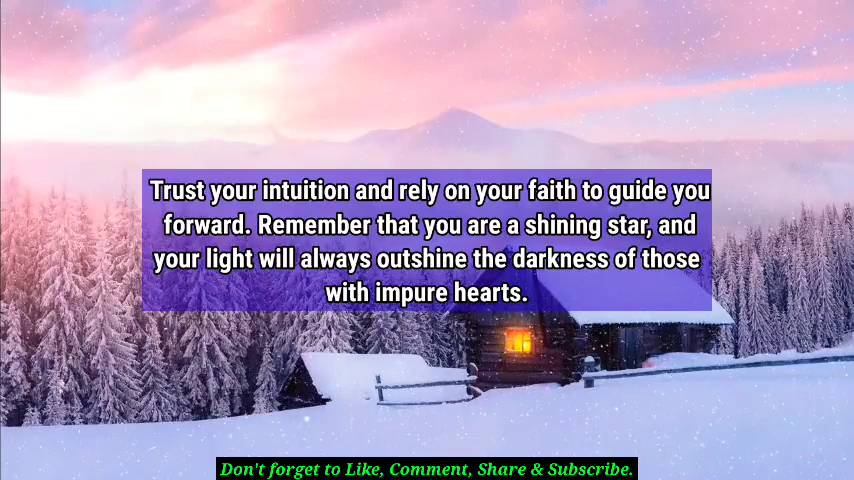 Trust your intuition and rely on your faith to guide you
forward. Remember that you are a shining star, and
your light will always outshine the darkness of those
with impure hearts.
Don't forget to Like, Comment, Share & Subscribe.